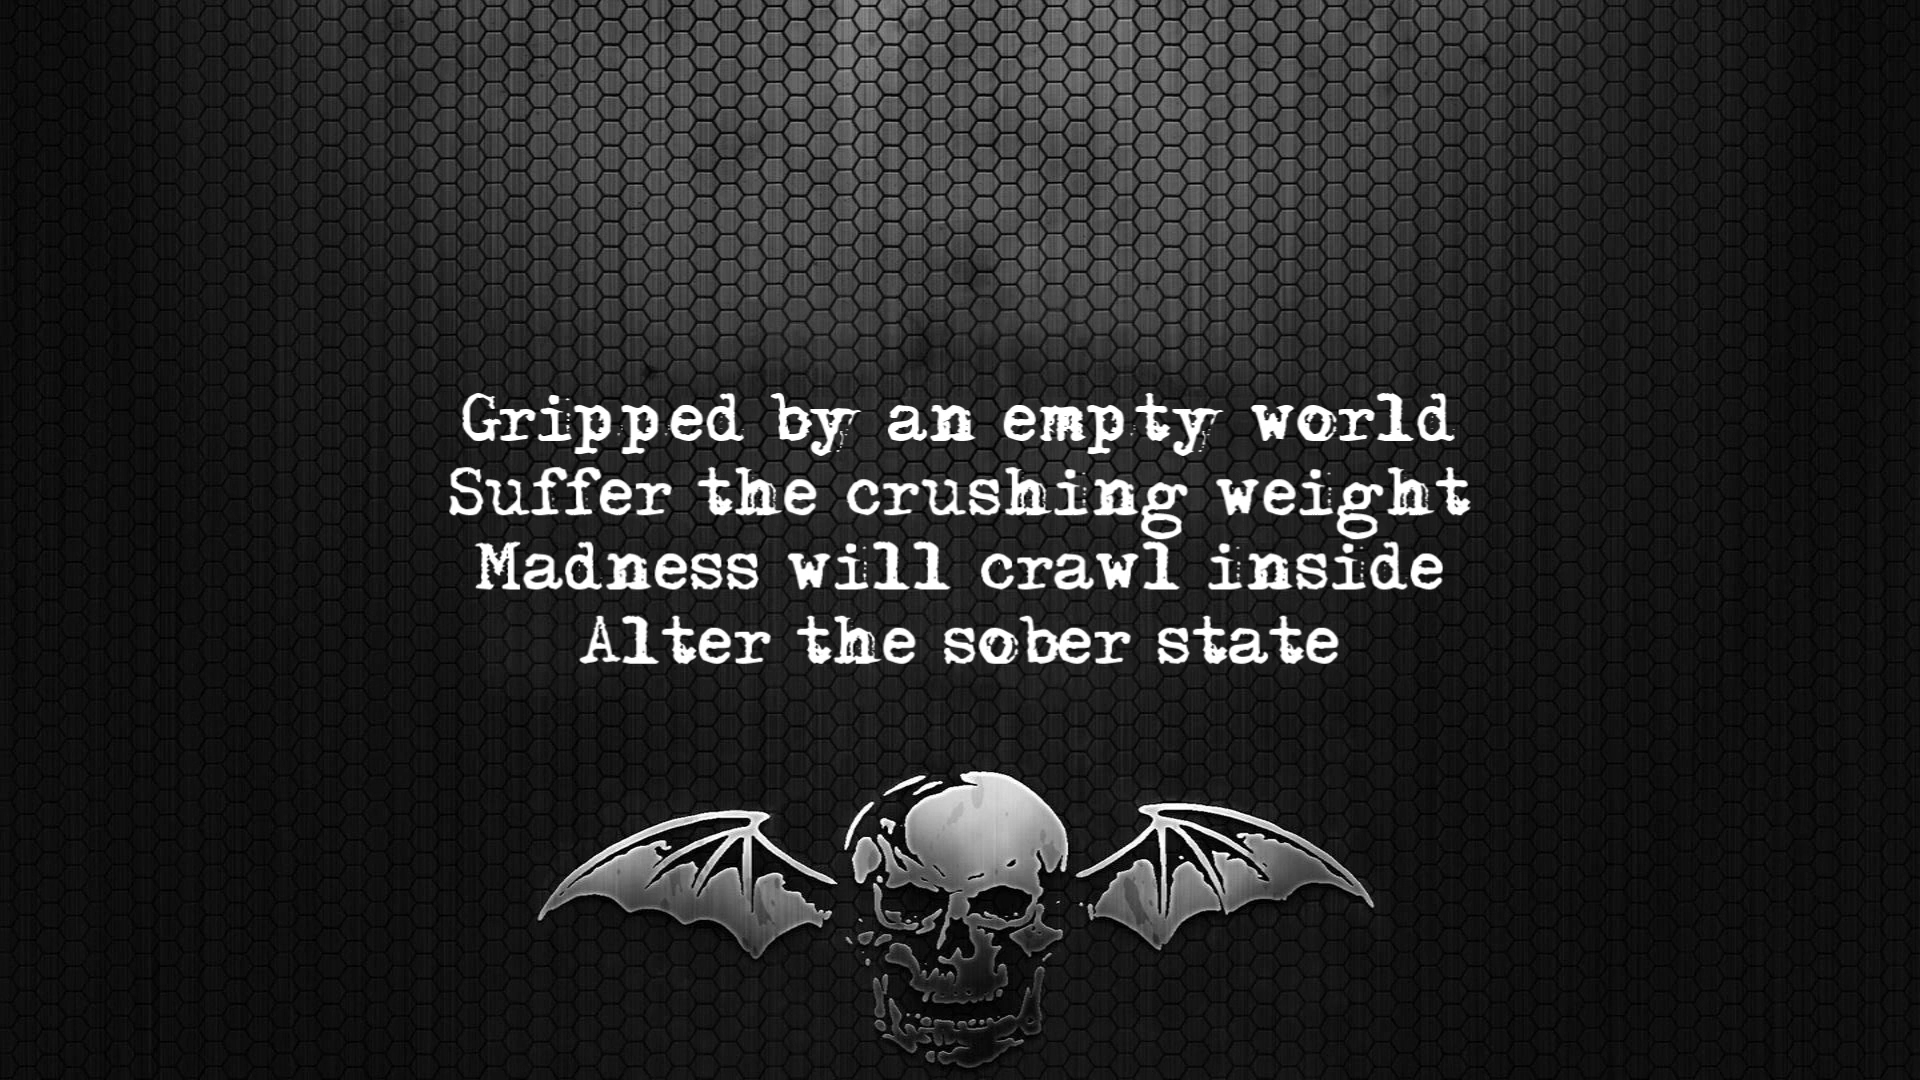 Gripped by an empty world
Suffer the crushing weight
Madness will crawl inside
Alter the sober state